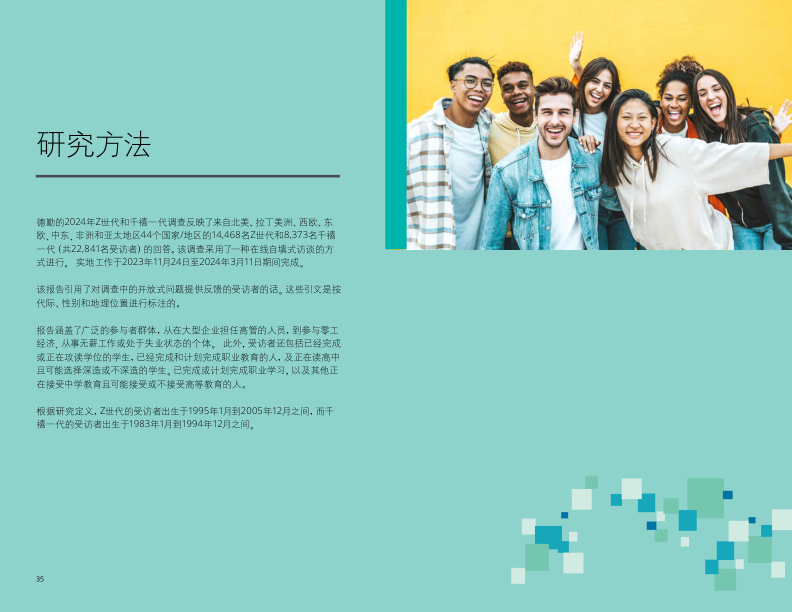 研究方法
德勤的2024年Z世代和千禧一代调查反映了来自北美、拉丁美洲、西欧、东
欧、中东、非洲和亚太地区44个国家/地区的14,468名Z世代和8,373名千禧
一代 (共22,841名受访者) 的回答。该调查采用了一种在线自填式访谈的方
式进行。 实地工作于2023年11月24日至2024年3月11日期间完成。
该报告引用了对调查中的开放式问题提供反馈的受访者的话。这些引文是按
代际、性别和地理位置进行标注的。
报告涵盖了广泛的参与者群体，从在大型企业担任高管的人员，到参与零工
经济、从事无薪工作或处于失业状态的个体。 此外，受访者还包括已经完成
或正在攻读学位的学生，已经完成和计划完成职业教育的人，及正在读高中
且可能选择深造或不深造的学生。已完成或计划完成职业学习，以及其他正
在接受中学教育且可能接受或不接受高等教育的人。
根据研究定义，Z世代的受访者出生于1995年1月到2005年12月之间，而千
禧一代的受访者出生于1983年1月到1994年12月之间。
35